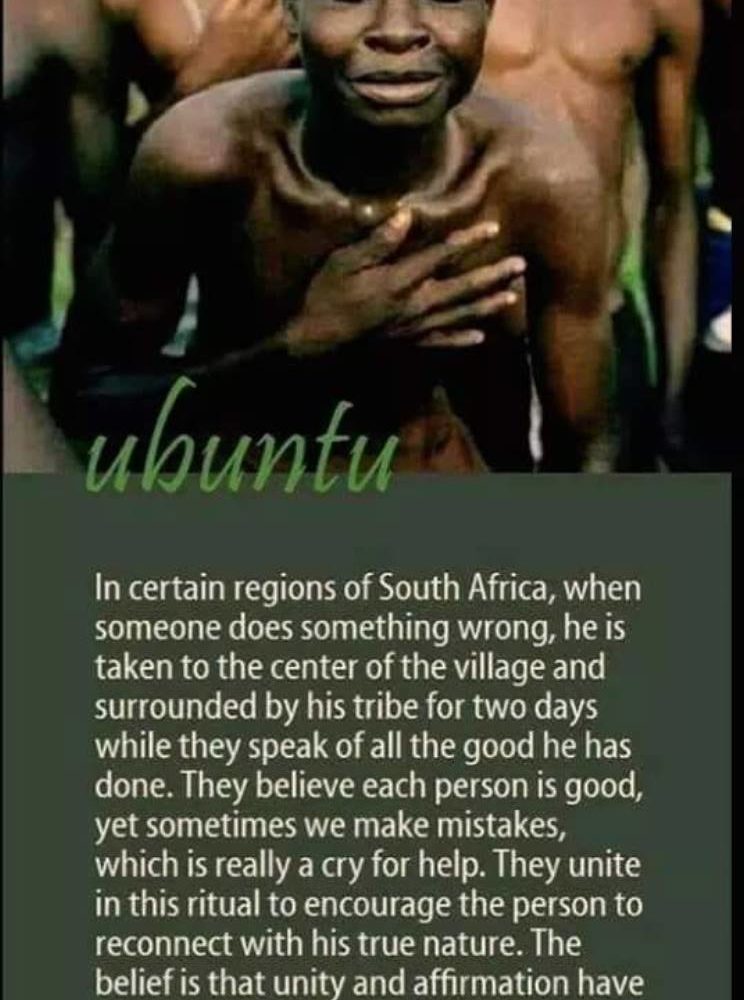 ubuntu
In certain regions of South Africa, when
someone does something wrong, he is
taken to the center of the village and
surrounded by his tribe for two days
while they speak of all the good he has
done. They believe each person is good,
yet sometimes we make mistakes,
which is really a cry for help. They unite
in this ritual to encourage the person to
reconnect with his true nature. The
belief is that unity and affirmation have